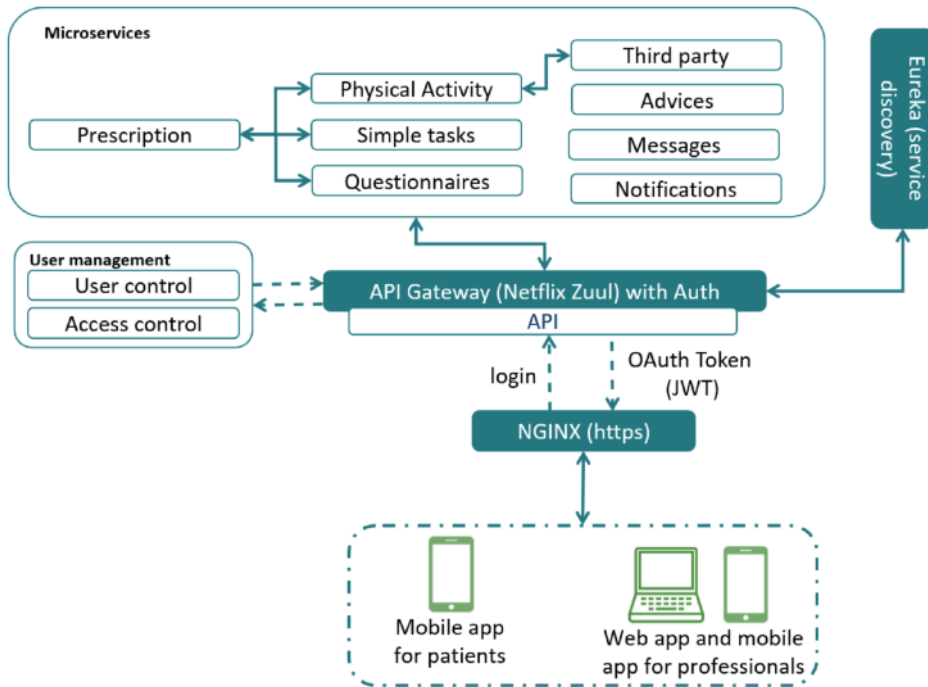 Microservices
Prescription
Physical Activity
Simple tasks
Questionnaires
Third party
Advices
Messages
Notifications
Eureka (service
discovery)
User management
User control
Access control
API Gateway (Netflix Zuul) with Auth
API
login
OAuth Token
(JWT)
NGINX (https)
Mobile app
for patients
Web app and mobile
app for professionals